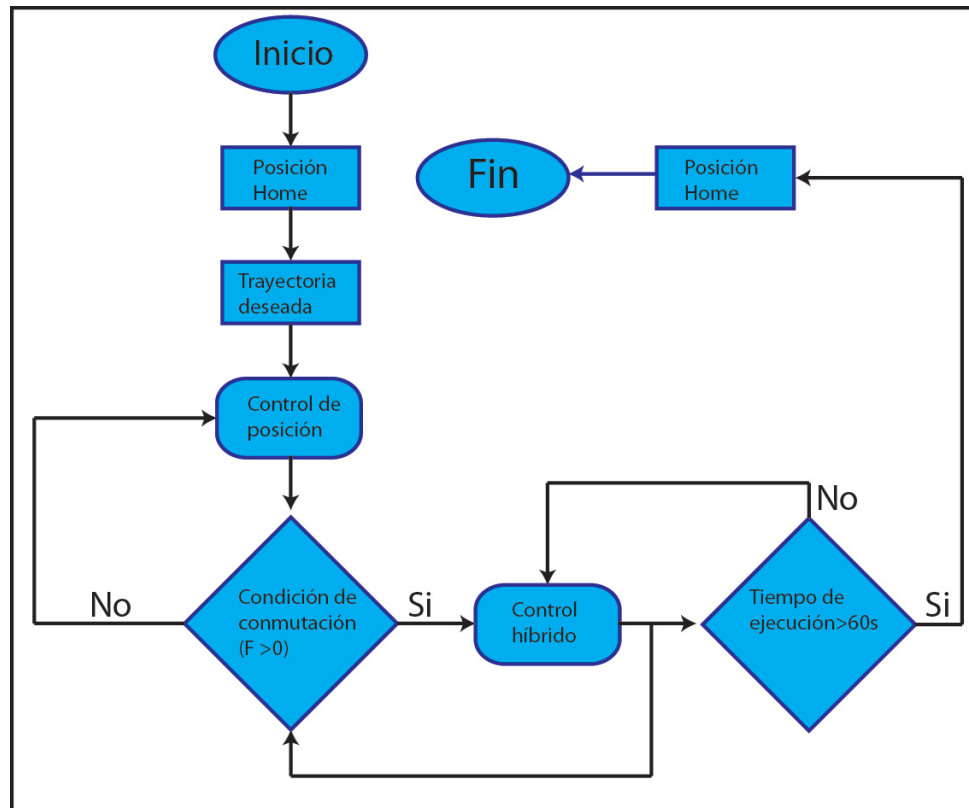 Inicio
Posición
Home
Trayectoria
deseada
Control de
posición
Condición de
conmutación
(F >0)
No
Si
Control
híbrido
Tiempo de
ejecución>60s
No
Si
Posición
Home
Fin